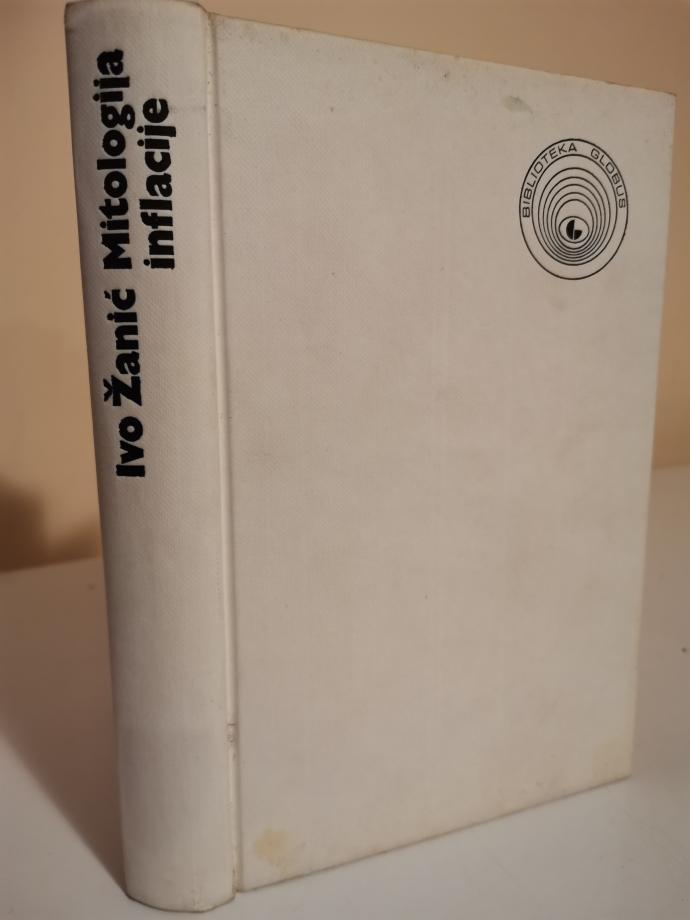 Ivo Žanić Mitologija
inflacije
BIBLIOTEKA GLOBUS